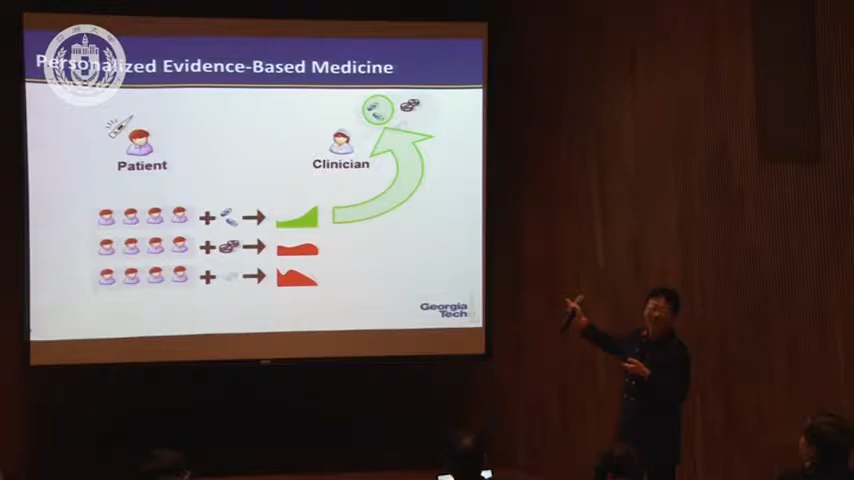 Personalized Evidence-Based Medicine
Patient
Clinician
Georgia
Tech